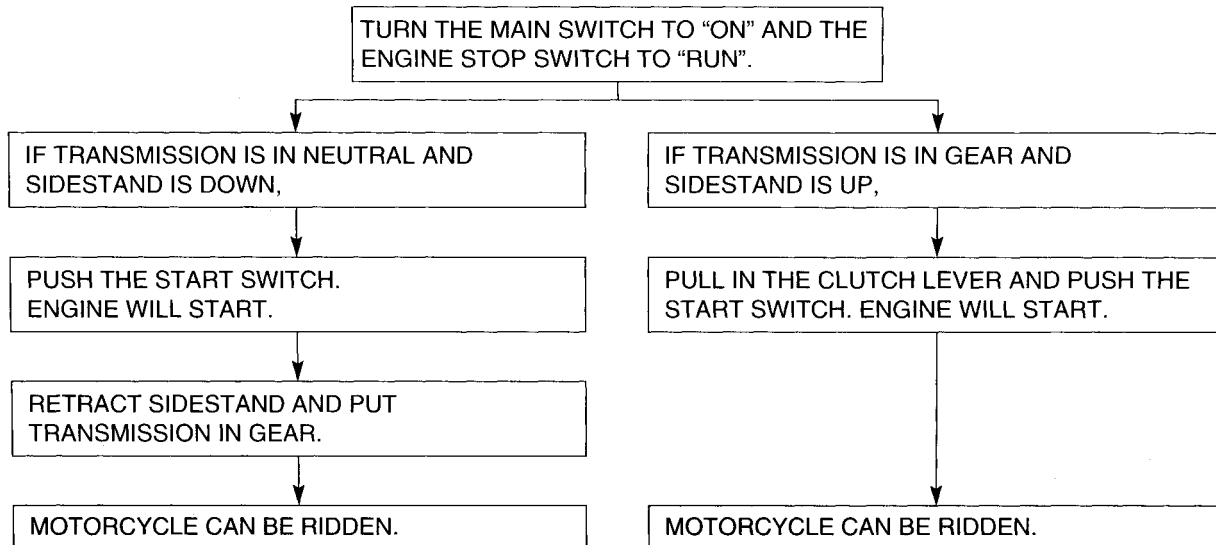 TURN THE MAIN SWITCH TO “ON” AND THE
ENGINE STOP SWITCH TO “RUN”.
IF TRANSMISSION IS IN NEUTRAL AND
SIDESTAND IS DOWN,
PUSH THE START SWITCH.
ENGINE WILL START.
RETRACT SIDESTAND AND PUT
TRANSMISSION IN GEAR.
MOTORCYCLE CAN BE RIDDEN.
IF TRANSMISSION IS IN GEAR AND
SIDESTAND IS UP,
PULL IN THE CLUTCH LEVER AND PUSH THE
START SWITCH. ENGINE WILL START.
MOTORCYCLE CAN BE RIDDEN.